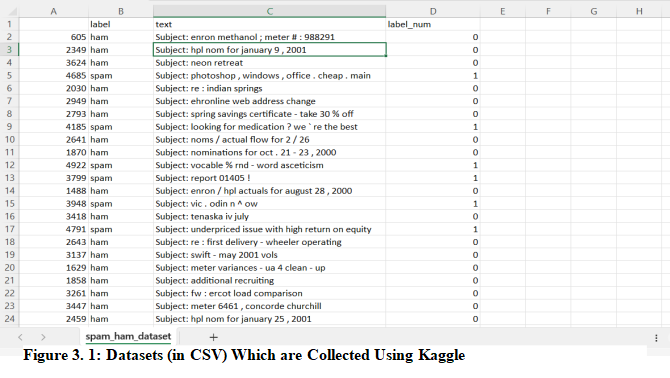 A B C D E F G H
1 label text label_num
2 605 ham Subject: enron methanol ; meter # : 988291 0
3 2349 ham Subject: hpl nom for january 9 , 2001 0
4 3624 ham Subject: neon retreat 0
5 4685 spam Subject: photoshop , windows , office . cheap . main 1
6 2030 ham Subject: re : indian springs 0
7 2949 ham Subject: ehronline web address change 0
8 2793 ham Subject: spring savings certificate - take 30 % off 0
9 4185 spam Subject: looking for medication ? we ` re the best 1
10 2641 ham Subject: noms / actual flow for 2 / 26 0
11 1870 ham Subject: nominations for oct . 21 - 23 , 2000 0
12 4922 spam Subject: vocable % rnd - word asceticism 1
13 3799 spam Subject: report 01405 ! 1
14 1488 ham Subject: enron / hpl actuals for august 28 , 2000 0
15 3948 spam Subject: vic . odin n ^ ow 1
16 3418 ham Subject: tenaska iv july 0
17 4791 spam Subject: underpriced issue with high return on equity 1
18 2643 ham Subject: re : first delivery - wheeler operating 0
19 3137 ham Subject: swift - may 2001 vols 0
20 1629 ham Subject: meter variances - ua 4 clean - up 0
21 1858 ham Subject: additional recruiting 0
22 3261 ham Subject: fw : ercot load comparison 0
23 3447 ham Subject: meter 6461 , concorde churchill 0
24 2459 ham Subject: hpl nom for january 25 , 2001 0
spam_ham_dataset +
Figure 3. 1: Datasets (in CSV) Which are Collected Using Kaggle